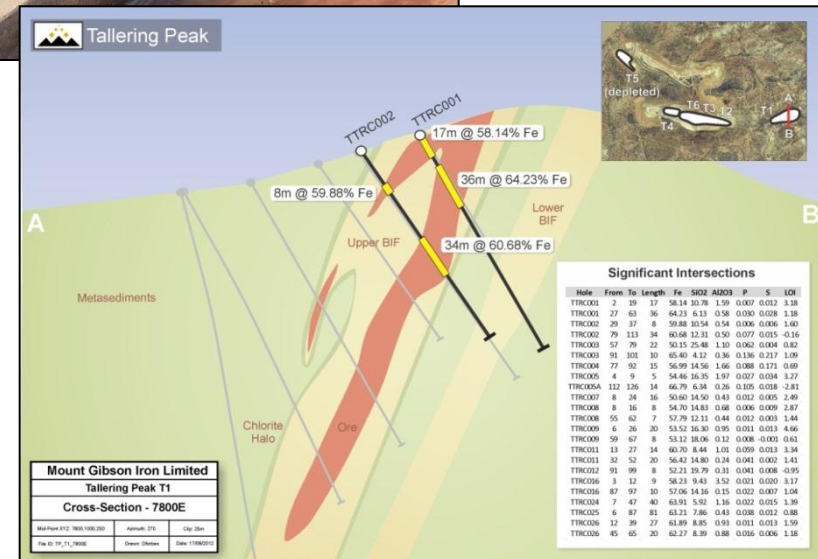 Tallering Peak
TTRC002
TTRC001
17m @ 58.14% Fe
8m @ 59.88% Fe
36m @ 64.23% Fe
34m @ 60.68% Fe
A
B
Upper BIF
Lower
BIF
Metasediments
Chlorite
Halo
Ore
T5
(depleted)
T6
T3
T2
T4
T1
A'
B
Significant Intersections
Hole From To Length Fe SIO2 Al2O3 P S LOI
TTRC001 2 19 17 58.14 10.78 1.59 0.007 0.012 3.18
TTRC001 27 63 36 64.23 6.13 0.58 0.030 0.028 1.18
TTRC002 29 37 8 59.88 10.54 0.54 0.006 0.006 1.60
TTRC002 79 113 34 60.68 12.31 0.50 0.077 0.015 -0.16
TTRC003 57 79 22 50.15 25.48 1.10 0.062 0.004 0.82
TTRC003 91 101 10 65.40 4.12 0.36 0.136 0.217 1.09
TTRC004 77 92 15 56.99 14.56 1.66 0.088 0.171 0.69
TTRC005 4 9 5 54.46 16.35 1.97 0.027 0.034 3.27
TTRC005A 112 126 14 66.79 6.34 0.26 0.105 0.018 -2.81
TTRC007 8 24 16 50.60 14.50 0.43 0.012 0.005 2.49
TTRC008 8 16 8 54.70 14.83 0.68 0.006 0.009 2.87
TTRC008 55 62 7 57.79 12.11 0.44 0.012 0.003 1.44
TTRC009 6 26 20 53.52 16.30 0.95 0.011 0.013 4.66
TTRC009 59 67 8 53.12 18.06 0.12 0.008 -0.001 0.61
TTRC011 13 27 14 60.70 8.44 1.01 0.059 0.013 3.34
TTRC011 32 52 20 56.42 14.80 0.24 0.041 0.002 1.41
TTRC012 91 99 8 52.21 19.79 0.31 0.041 0.008 -0.95
TTRC016 3 12 9 58.23 9.43 3.52 0.021 0.020 3.17
TTRC016 87 97 10 57.06 14.16 0.15 0.022 0.007 1.04
TTRC024 7 47 40 63.91 5.92 1.16 0.022 0.015 1.39
TTRC025 6 87 81 63.21 7.86 0.43 0.038 0.012 0.88
TTRC026 12 39 27 61.89 8.85 0.93 0.011 0.013 1.59
TTRC026 45 65 20 62.27 8.39 0.88 0.016 0.006 1.18
Mount Gibson Iron Limited
Tallering Peak T1
Cross-Section - 7800E
Azimuth: 270
Clip: 25m
Date: 17/09/2012